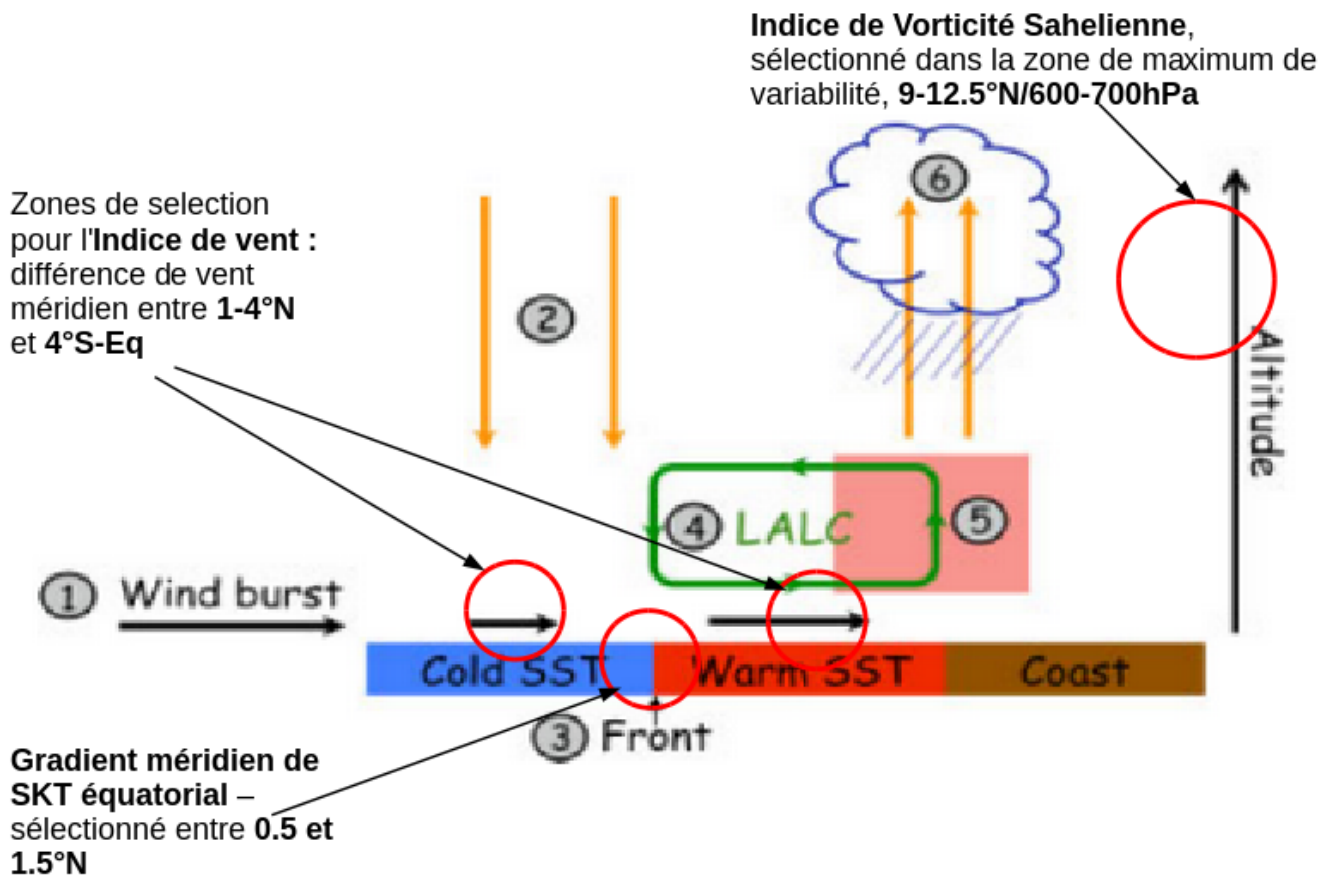 Indice de Vorticité Sahelienne,
sélectionné dans la zone de maximum de
variabilité, 9-12.5°N/600-700hPa
Zones de selection
pour l'Indice de vent :
différence de vent
méridien entre 1-4°N
et 4°S-Eq
6
2
Altitude
4 LALC
5
1 Wind burst
Cold SST
Warm SST
Coast
3 Front
Gradient méridien de
SKT équatorial –
sélectionné entre 0.5 et
1.5°N